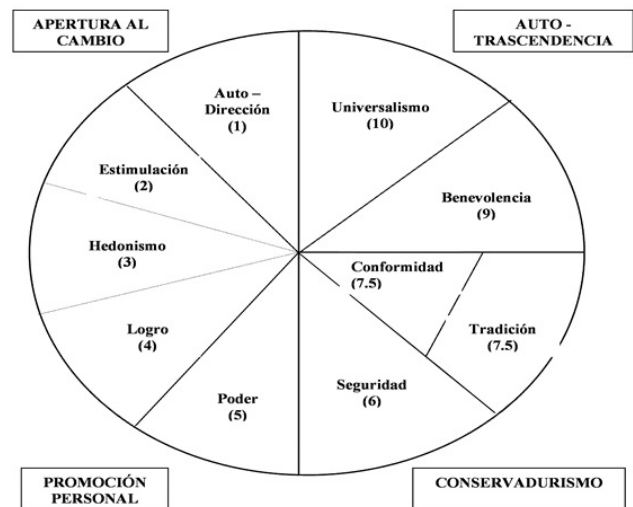 APERTURA AL
CAMBIO
AUTO -
TRASCENDENCIA
Auto –
Dirección
(1)
Universalismo
(10)
Estimulación
(2)
Benevolencia
(9)
Hedonismo
(3)
Conformidad
(7.5)
Logro
(4)
Tradición
(7.5)
Poder
(5)
Seguridad
(6)
PROMOCIÓN
PERSONAL
CONSERVADURISMO